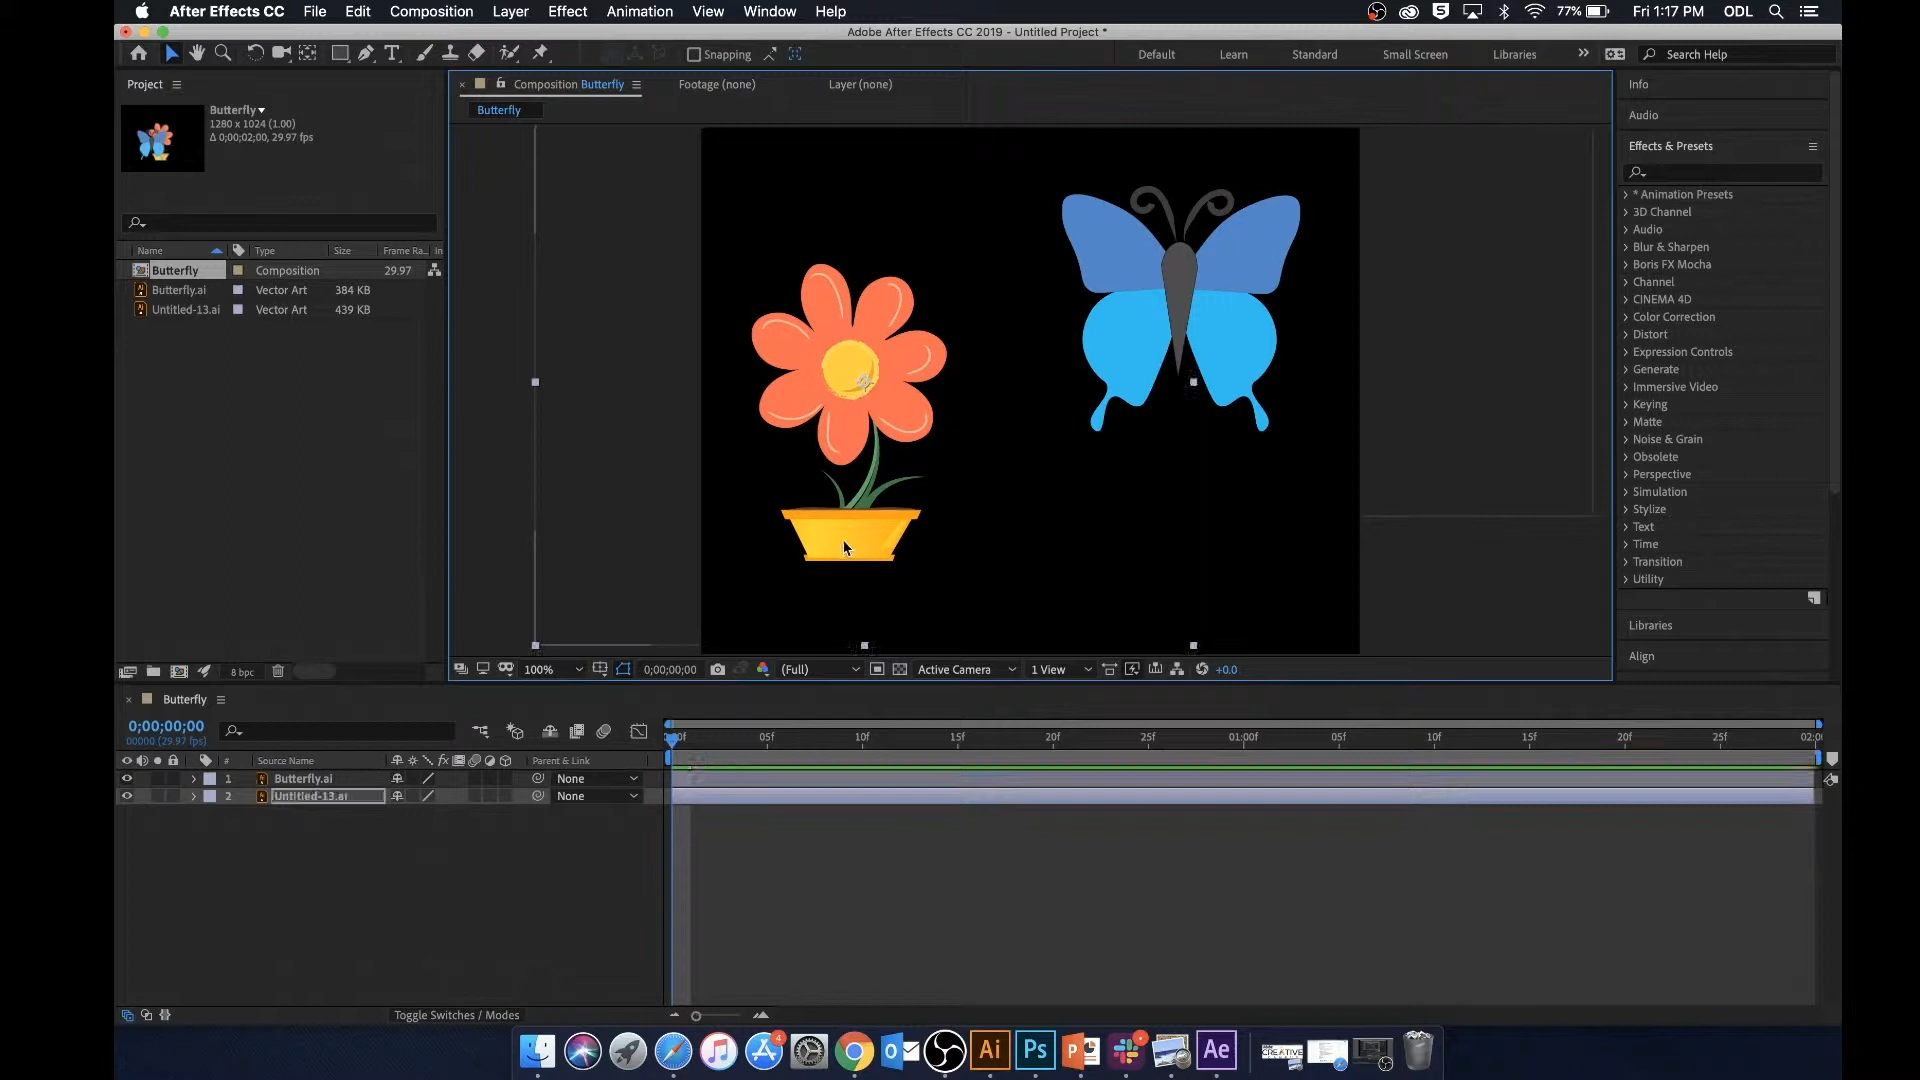 After Effects CC File Edit Composition Layer Effect Animation View Window Help 77% Fri 1:17 PM ODL
Adobe After Effects CC 2019 - Untitled Project *
Snapping Default Learn Standard Small Screen Libraries Search Help
Project
Composition Butterfly Footage (none) Layer (none)
Info
Butterfly
1280 x 1024 (1.00)
Δ 0;00;02;00, 29.97 fps
Butterfly
Audio
Effects & Presets
* Animation Presets
3D Channel
Audio
Blur & Sharpen
Boris FX Mocha
Channel
CINEMA 4D
Color Correction
Distort
Expression Controls
Generate
Immersive Video
Keying
Matte
Noise & Grain
Obsolete
Perspective
Simulation
Stylize
Text
Time
Transition
Utility
Libraries
Align
Name Type Size Frame Ra... In
Butterfly Composition 29.97
Butterfly.ai Vector Art 384 KB
Untitled-13.ai Vector Art 439 KB
8 bpc
100% 0;00;00;00 (Full) Active Camera 1 View +0.0
Butterfly
0;00;00;00
00000 (29.97 fps)
05f 10f 15f 20f 25f 01:00f 05f 10f 15f 20f 25f
# Source Name fx Parent & Link
1 Butterfly.ai None
2 Untitled-13.ai None
Toggle Switches / Modes
4
Ai Ps P Ae
CREATIVE